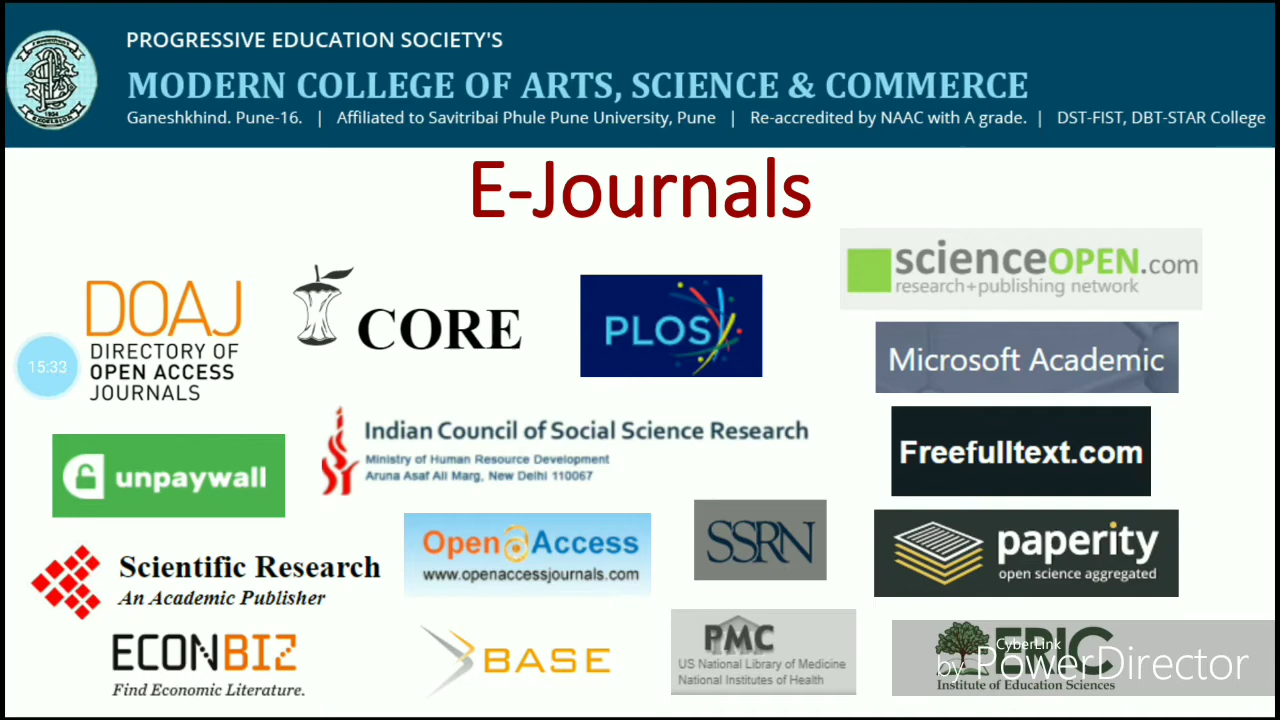 PROGRESSIVE EDUCATION SOCIETY'S
MODERN COLLEGE OF ARTS, SCIENCE & COMMERCE
Ganeshkhind. Pune-16. | Affiliated to Savitribai Phule Pune University, Pune | Re-accredited by NAAC with A grade. | DST-FIST, DBT-STAR College
E-Journals
DOAJ
DIRECTORY OF
OPEN ACCESS
JOURNALS
15:33
CORE
PLOS
scienceOPEN.com
research+publishing network
Microsoft Academic
unpaywall
Indian Council of Social Science Research
Ministry of Human Resource Development
Aruna Asaf Ali Marg, New Delhi 110067
Freefulltext.com
Scientific Research
An Academic Publisher
Open Access
www.openaccessjournals.com
SSRN
paperity
open science aggregated
ECONBIZ
Find Economic Literature.
BASE
PMC
US National Library of Medicine
National Institutes of Health
ERIC
Institute of Education Sciences
CyberLink
by PowerDirector